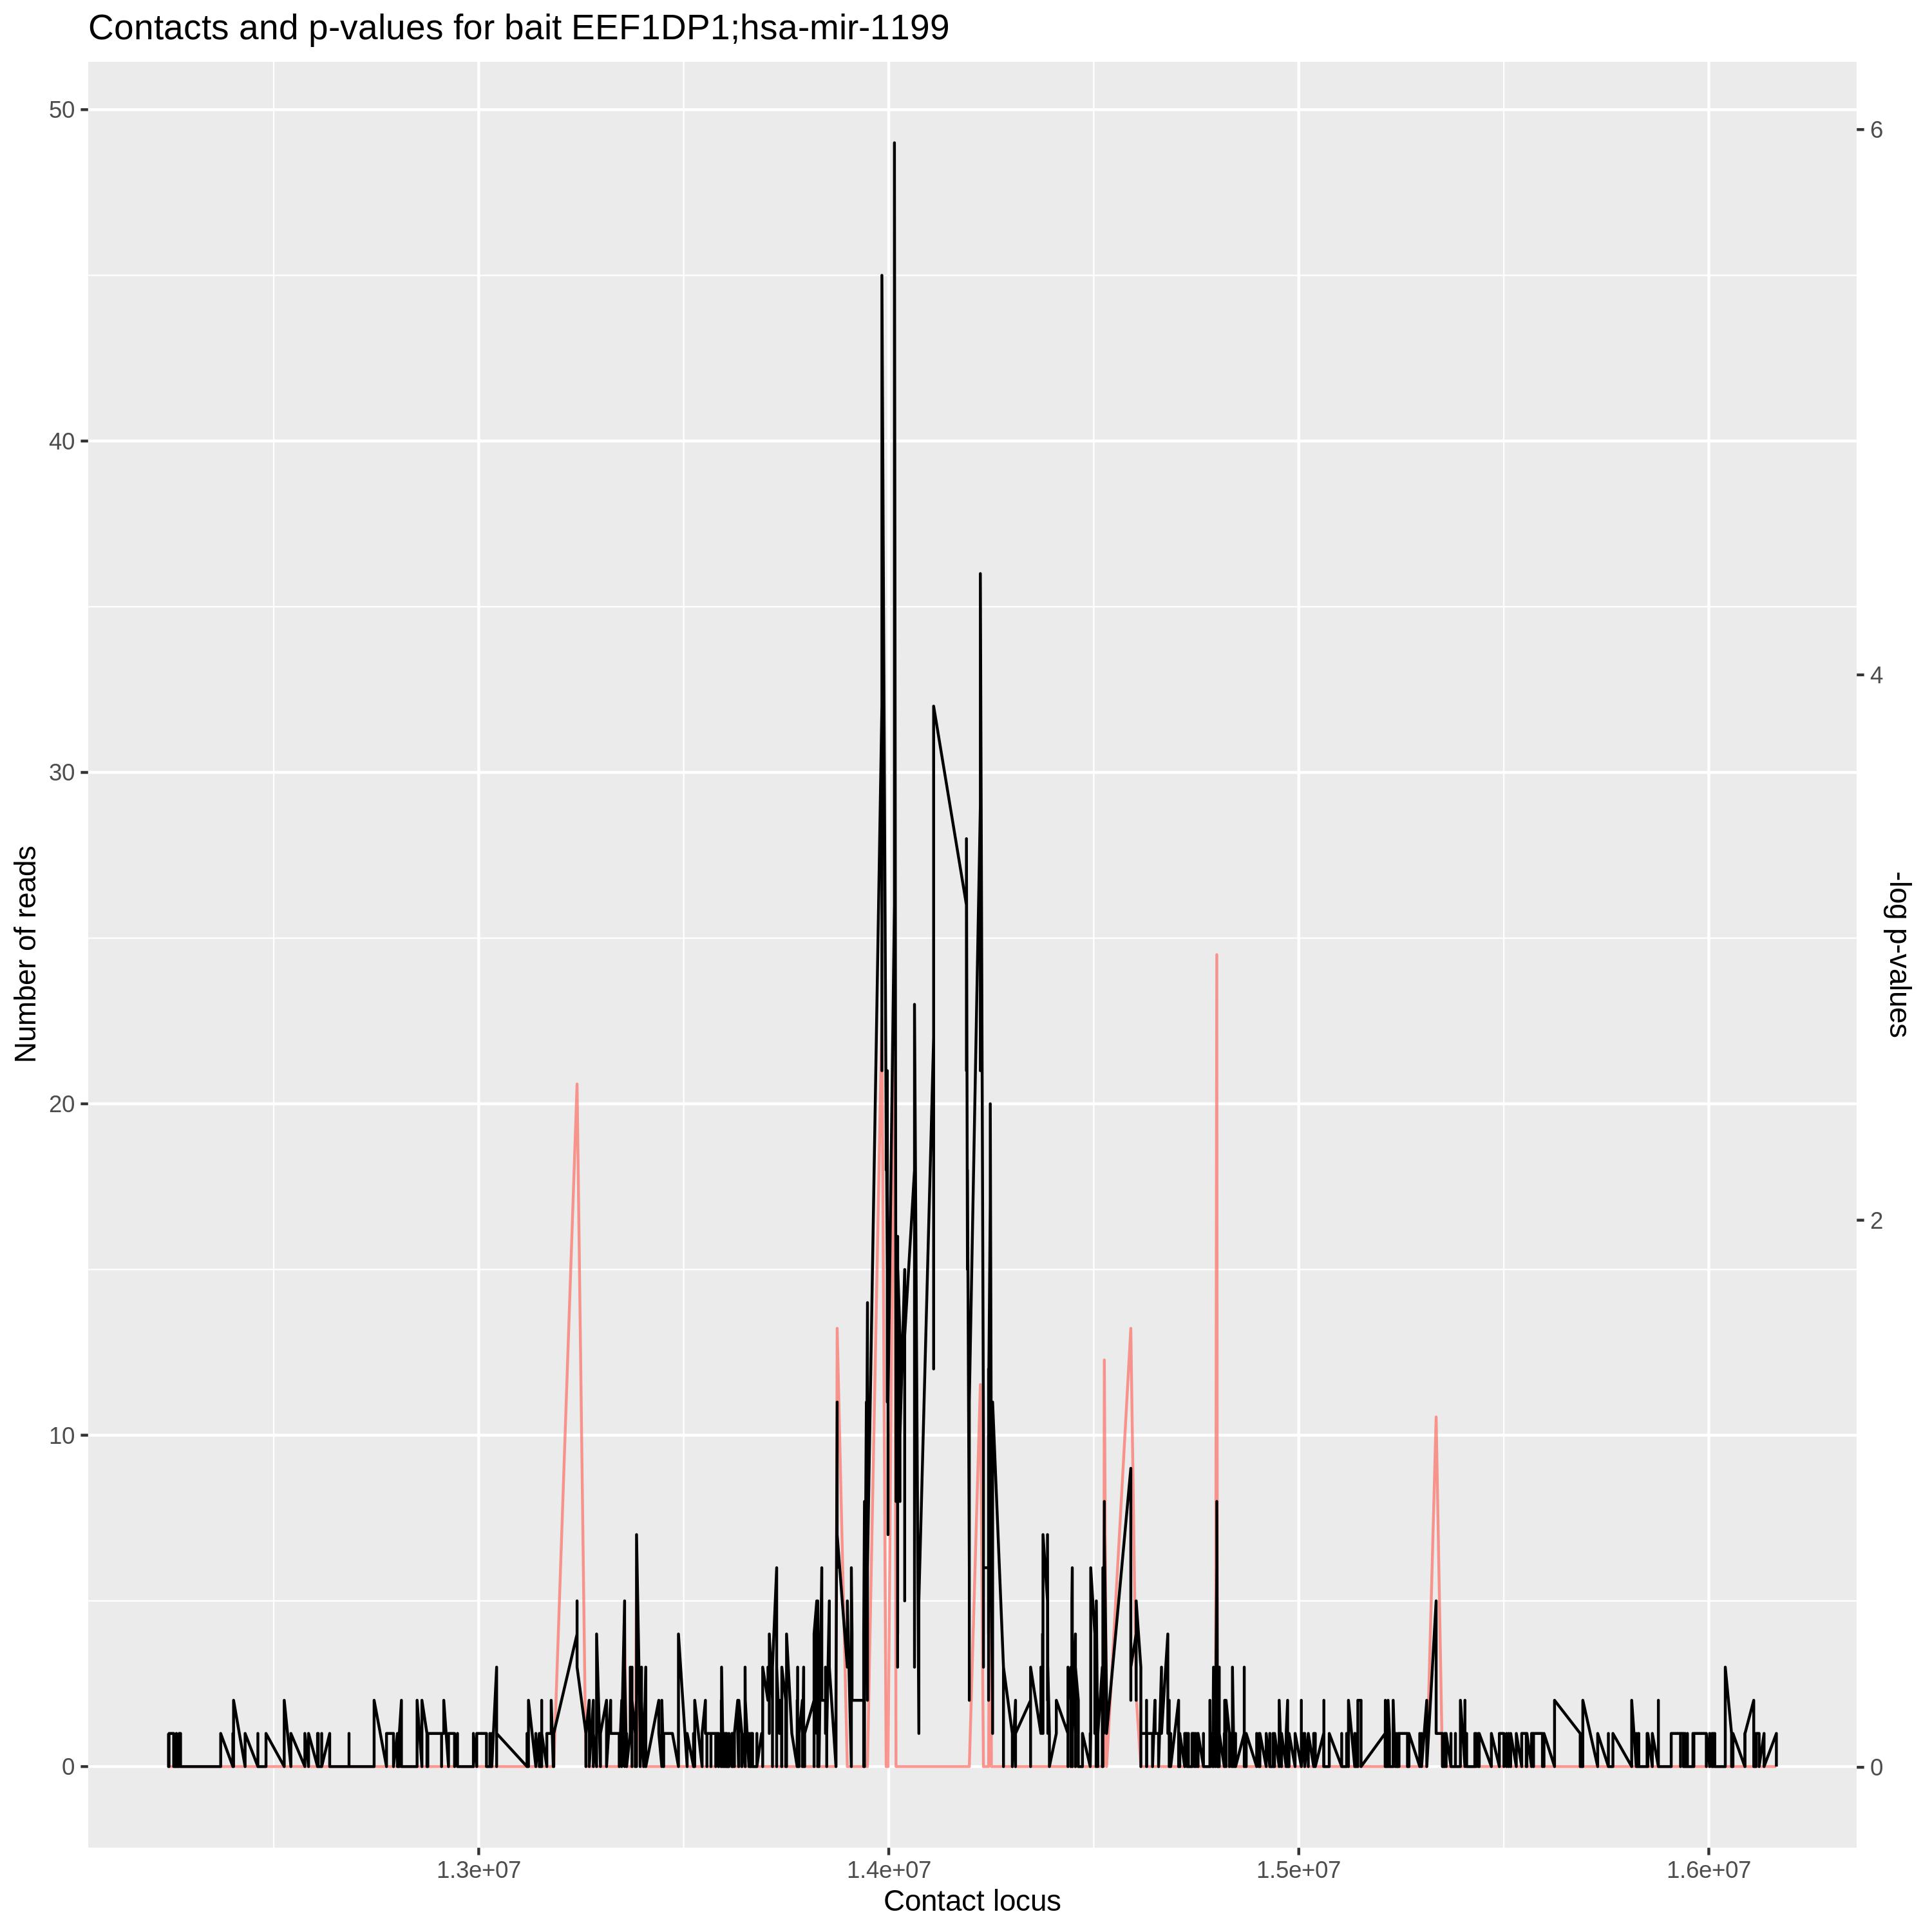 Contacts and p-values for bait EEF1DP1;hsa-mir-1199
50
40
30
20
10
0
6
4
2
0
Number of reads
-log p-values
1.3e+07
1.4e+07
1.5e+07
1.6e+07
Contact locus